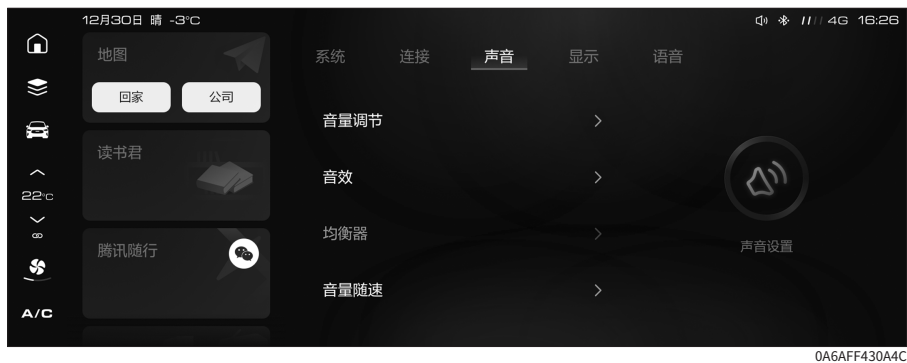 12月30日 晴 -3°C
4G 16:26
地图
回家 公司
读书君
腾讯随行
22°C
A/C
系统 连接 声音 显示 语音
音量调节
音效
均衡器
音量随速
声音设置
0A6AFF430A4C